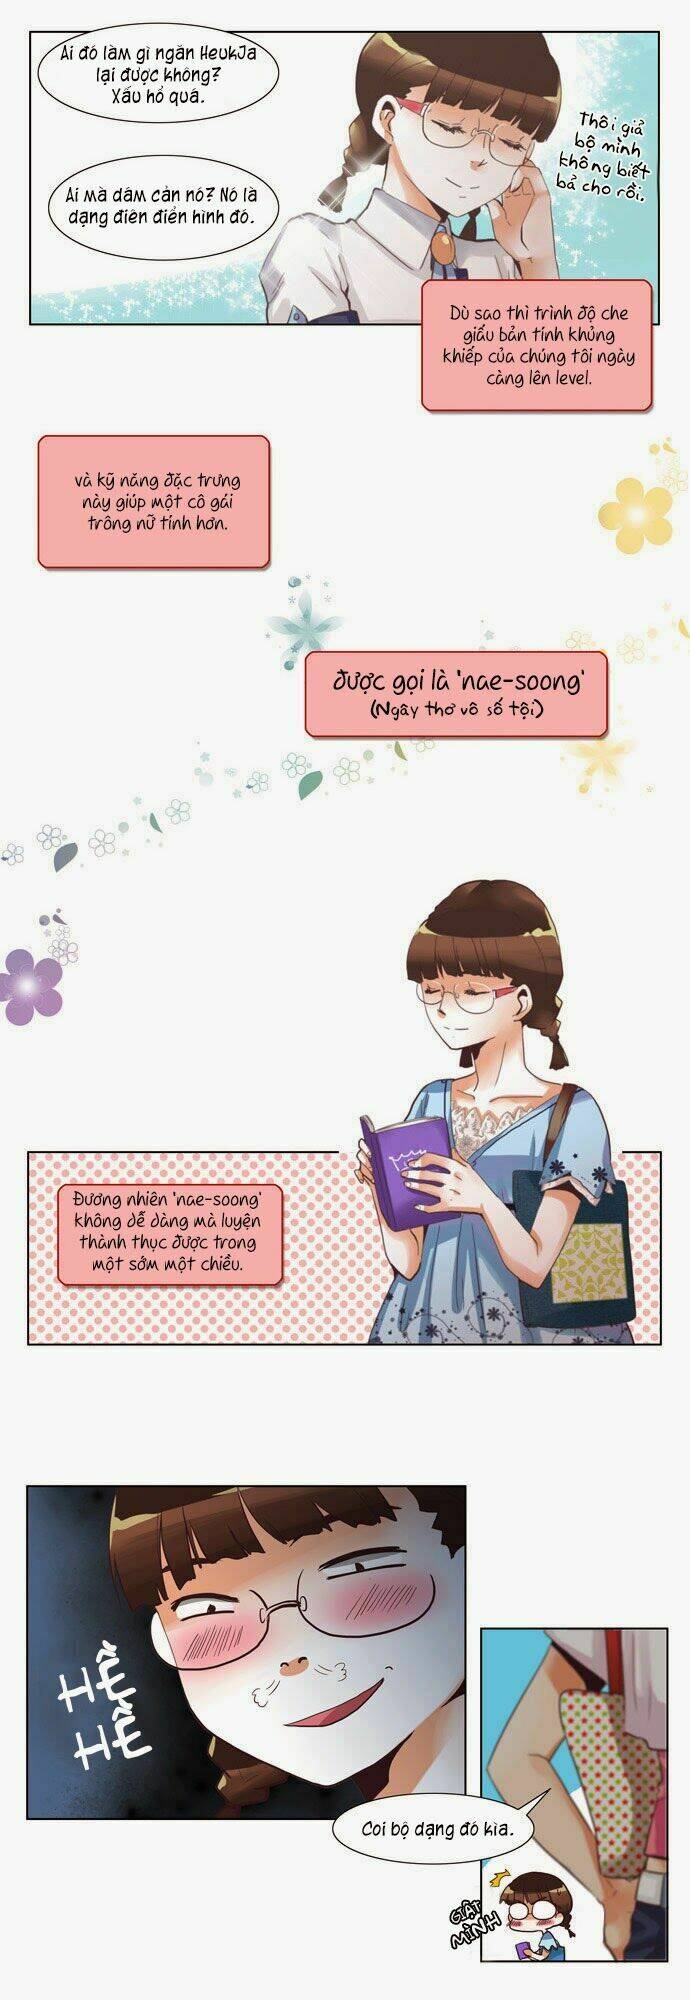 Ai đó làm gì ngăn HeukJa
lại được không?
Xấu hổ quá.
Thôi giả
bộ mình
không biết
bả cho rồi.
Ai mà dâm cản nó? Nó là
dạng điên điển hình đó.
Dù sao thì trình độ che
giấu bản tính khủng
khiếp của chúng tôi ngày
càng lên level.
và kỹ năng đặc trưng
này giúp một cô gái
trông nữ tính hơn.
được gọi là 'nae-soong'
(Ngây thơ vô số tội)
Đương nhiên 'nae-soong'
không dễ dàng mà luyện
thành thục được trong
một sớm một chiều.
Hừ
Hừ
Coi bộ dạng đó kìa.
GIẬT
MÌNH